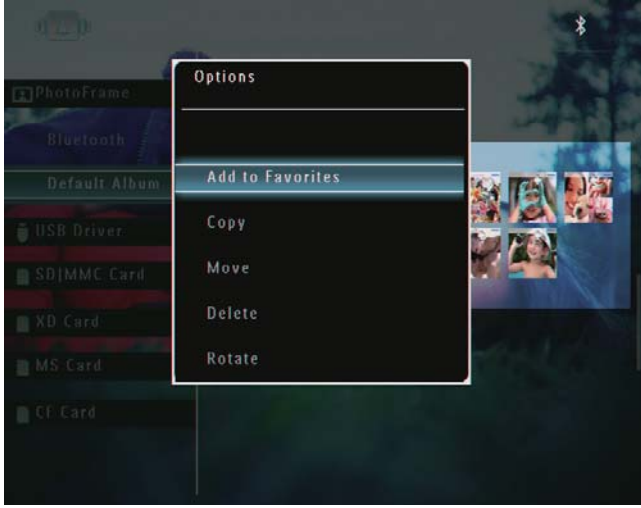 Options
PhotoFrame
Bluetooth
Add to Favorites
Default Album
Copy
USB Driver
Move
SD|MMC Card
Delete
XD Card
Rotate
MS Card
CF Card